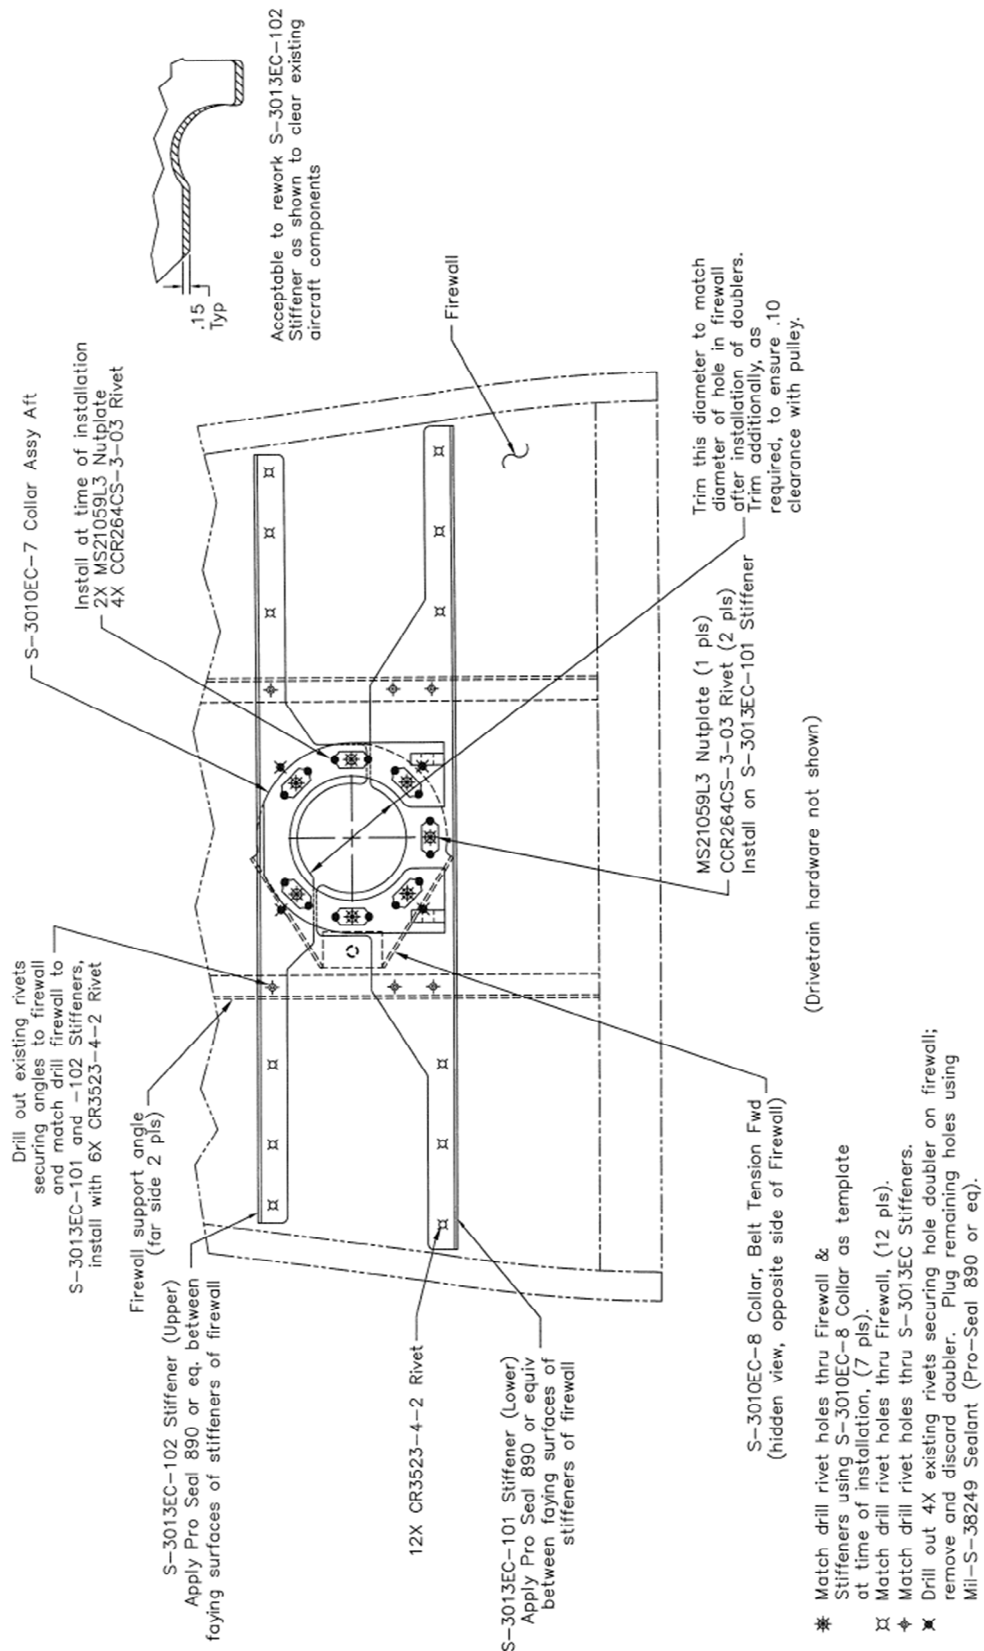 Drill out existing rivets
securing angles to firewall
and match drill firewall to
S-3013EC-101 and -102 Stiffeners,
install with 6X CR3523-4-2 Rivet
Firewall support angle
(far side 2 pls)
S-3013EC-102 Stiffener (Upper)
Apply Pro Seal 890 or eq. between
faying surfaces of stiffeners of firewall
12X CR3523-4-2 Rivet
S-3013EC-101 Stiffener (Lower)
Apply Pro Seal 890 or equiv
between faying surfaces of
stiffeners of firewall
S-3010EC-7 Collar Assy Aft
Install at time of installation
2X MS21059L3 Nutplate
4X CCR264CS-3-03 Rivet
.15
Typ
Acceptable to rework S-3013EC-102
Stiffener as shown to clear existing
aircraft components
Firewall
Trim this diameter to match
diameter of hole in firewall
after installation of doublers.
Trim additionally, as
required, to ensure .10
clearance with pulley.
MS21059L3 Nutplate (1 pls)
CCR264CS-3-03 Rivet (2 pls)
Install on S-3013EC-101 Stiffener
(Drivetrain hardware not shown)
S-3010EC-8 Collar, Belt Tension Fwd
(hidden view, opposite side of Firewall)
Match drill rivet holes thru Firewall &
Stiffeners using S-3010EC-8 Collar as template
at time of installation, (7 pls).
Match drill rivet holes thru Firewall, (12 pls).
Match drill rivet holes thru S-3013EC Stiffeners.
Drill out 4X existing rivets securing hole doubler on firewall;
remove and discard doubler. Plug remaining holes using
Mil-S-38249 Sealant (Pro-Seal 890 or eq).